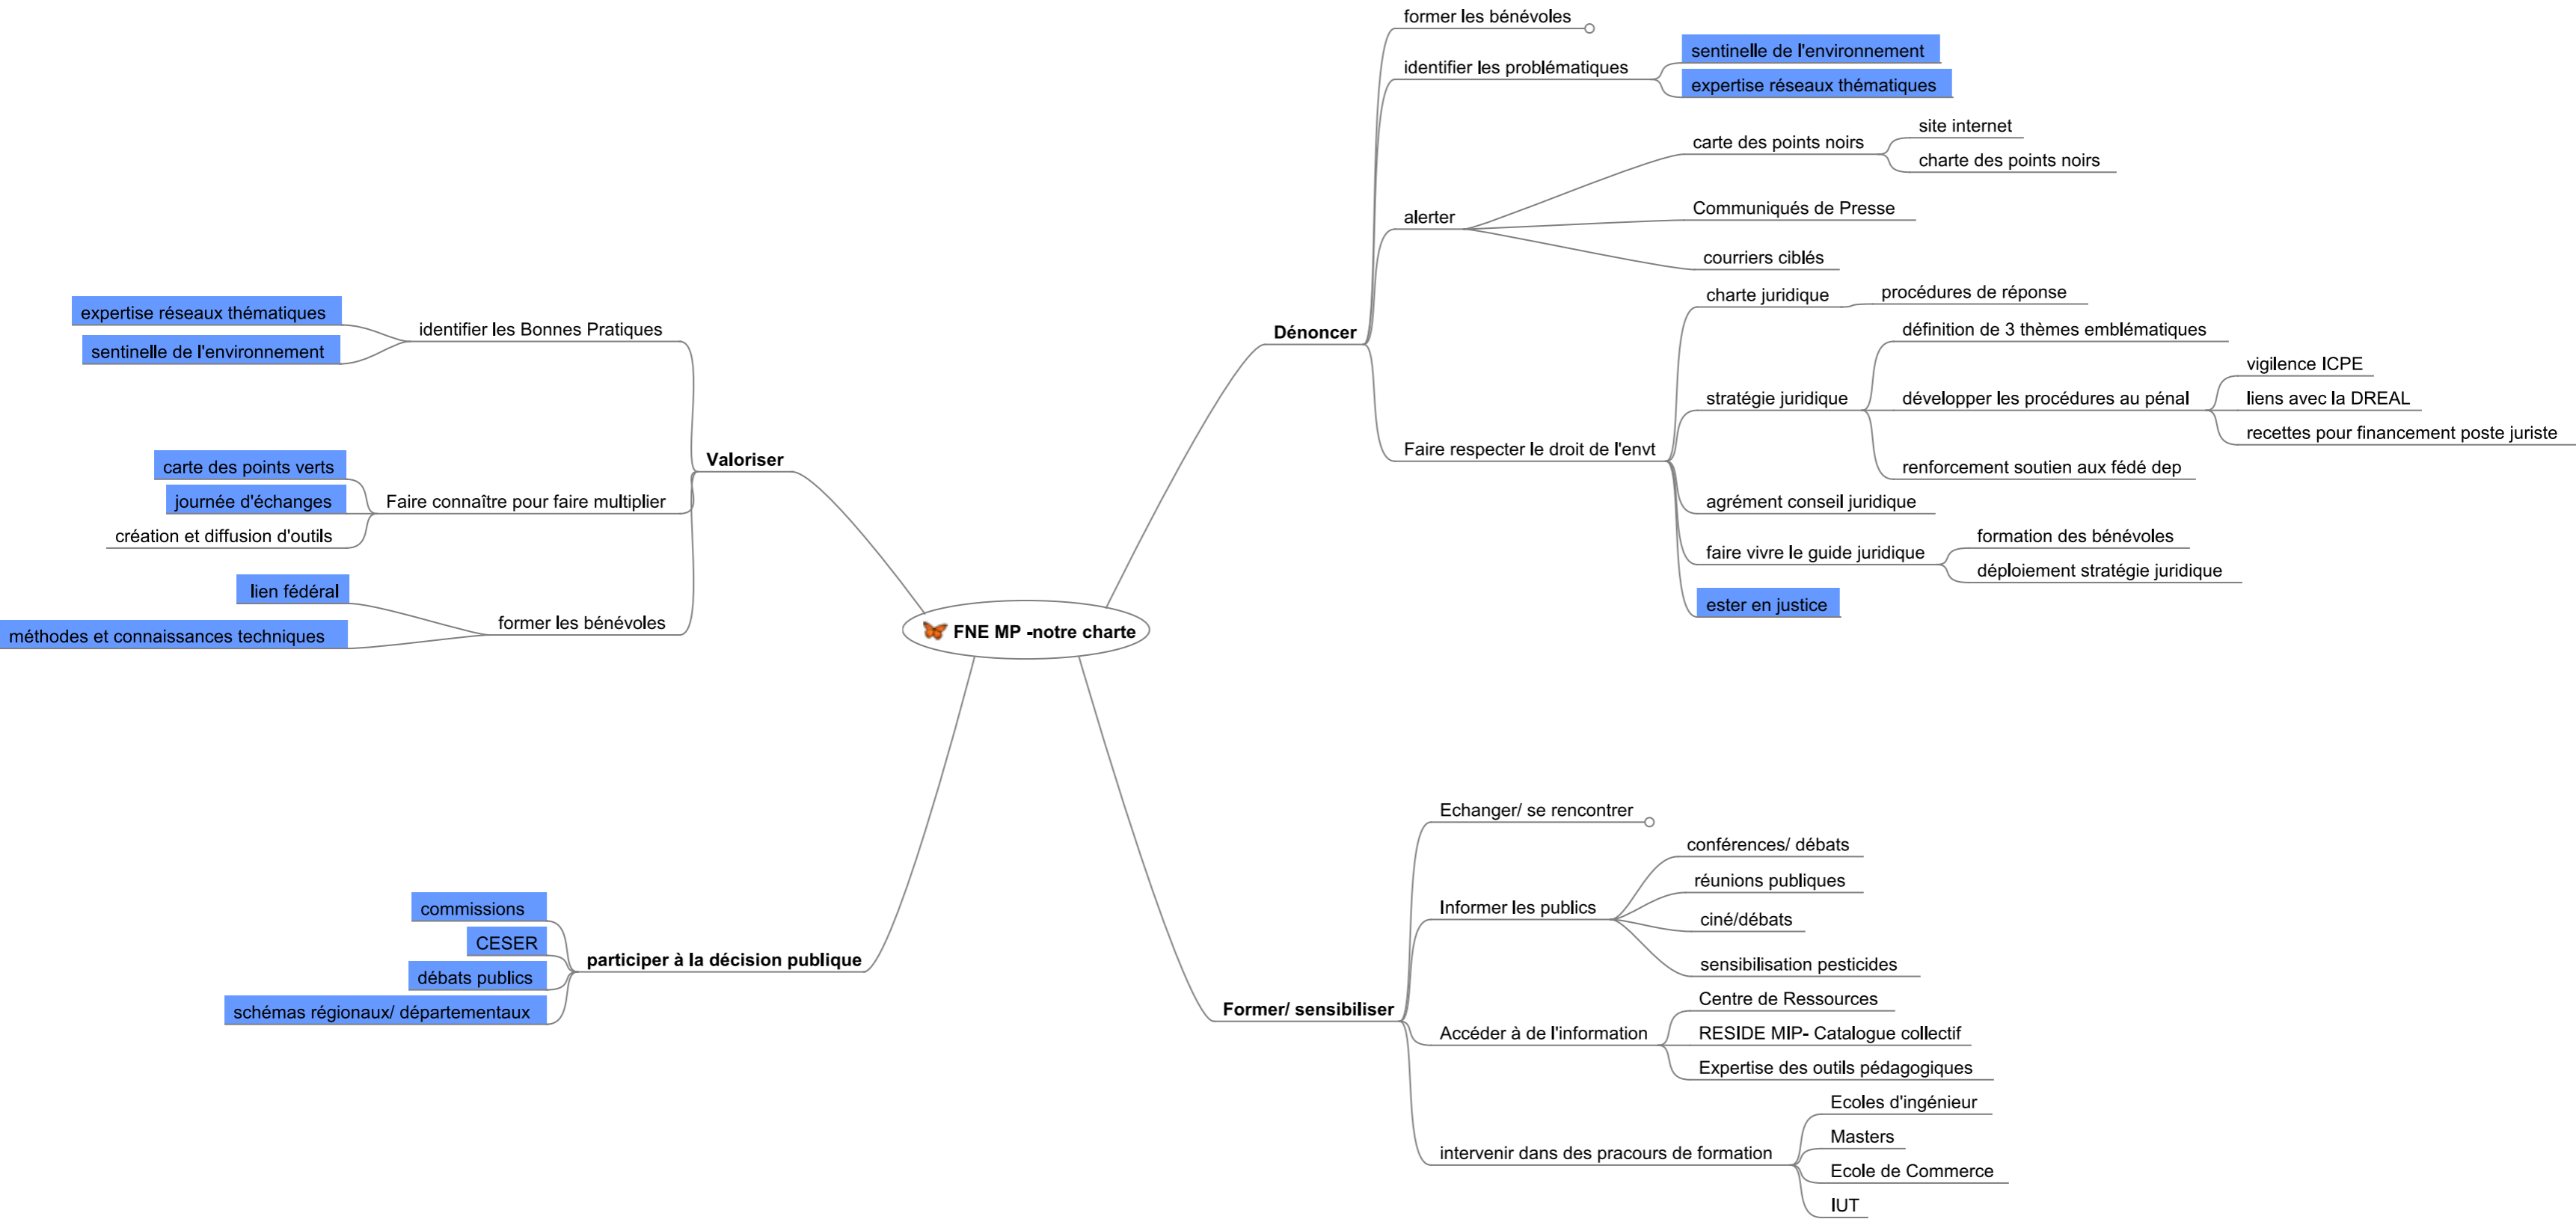 FNE MP -notre charte
Dénoncer
former les bénévoles
identifier les problématiques
sentinelle de l'environnement
expertise réseaux thématiques
alerter
carte des points noirs
site internet
charte des points noirs
Communiqués de Presse
courriers ciblés
Faire respecter le droit de l'envt
charte juridique
procédures de réponse
stratégie juridique
définition de 3 thèmes emblématiques
développer les procédures au pénal
vigilence ICPE
liens avec la DREAL
recettes pour financement poste juriste
renforcement soutien aux fédé dep
agrément conseil juridique
faire vivre le guide juridique
formation des bénévoles
déploiement stratégie juridique
ester en justice
Former/ sensibiliser
Echanger/ se rencontrer
Informer les publics
conférences/ débats
réunions publiques
ciné/débats
sensibilisation pesticides
Accéder à de l'information
Centre de Ressources
RESIDE MIP- Catalogue collectif
Expertise des outils pédagogiques
intervenir dans des pracours de formation
Ecoles d'ingénieur
Masters
Ecole de Commerce
IUT
Valoriser
identifier les Bonnes Pratiques
expertise réseaux thématiques
sentinelle de l'environnement
Faire connaître pour faire multiplier
carte des points verts
journée d'échanges
création et diffusion d'outils
former les bénévoles
lien fédéral
méthodes et connaissances techniques
participer à la décision publique
commissions
CESER
débats publics
schémas régionaux/ départementaux